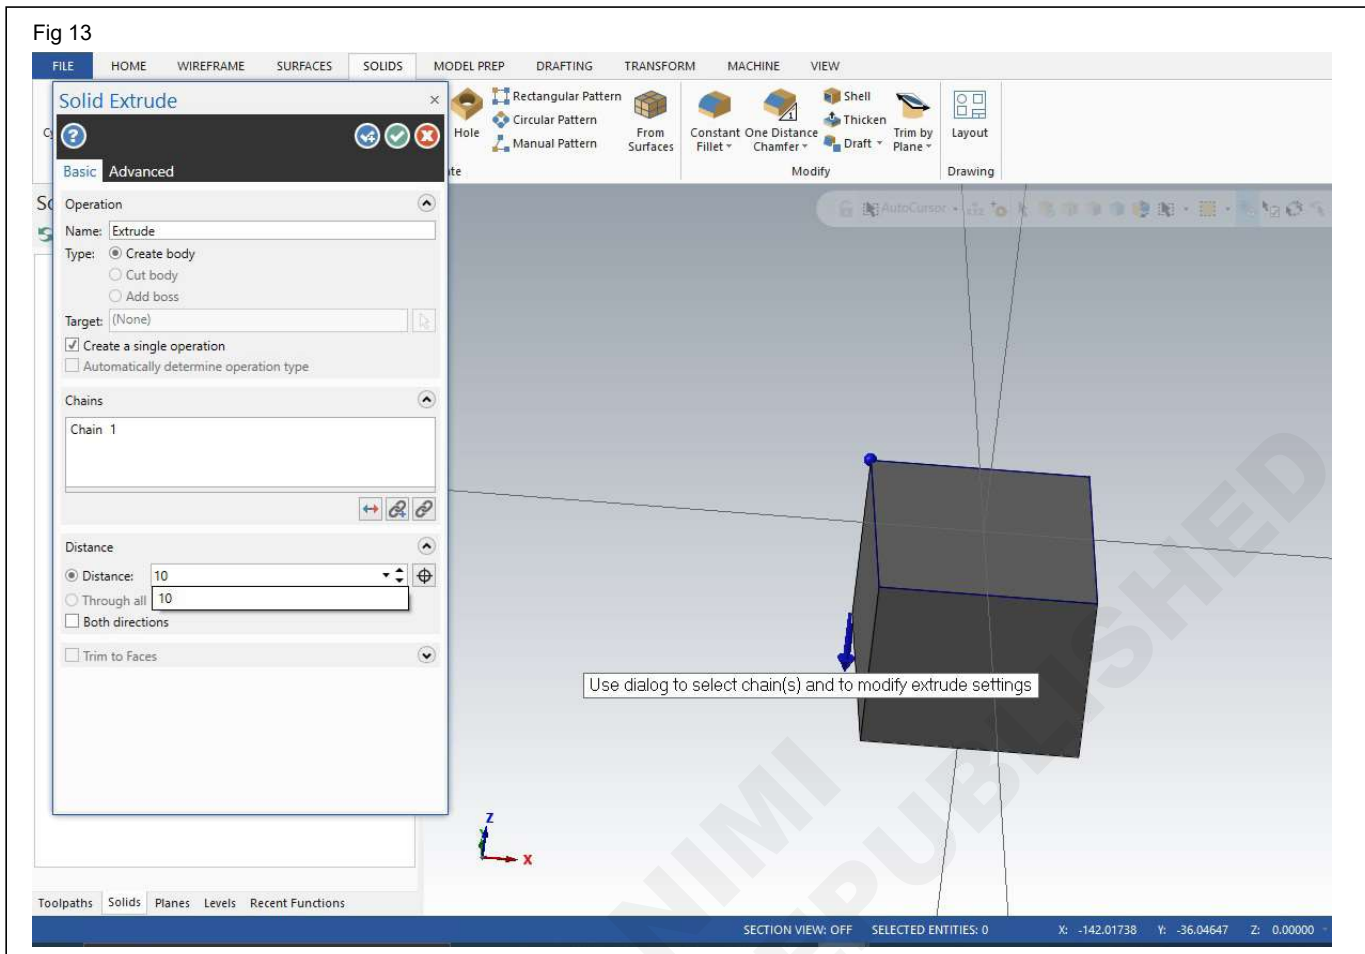 Fig 13
FILE HOME WIREFRAME SURFACES SOLIDS MODEL PREP DRAFTING TRANSFORM MACHINE VIEW
Solid Extrude
Basic Advanced
Operation
Name: Extrude
Type: Create body
Cut body
Add boss
Target: (None)
Create a single operation
Automatically determine operation type
Chains
Chain 1
Distance
Distance: 10
Through all 10
Both directions
Trim to Faces
Hole
Rectangular Pattern
Circular Pattern
Manual Pattern
From
Surfaces
Constant
Fillet
One Distance
Chamfer
Shell
Thicken
Draft
Trim by
Plane
Modify
Layout
Drawing
AutoCursor
Use dialog to select chain(s) and to modify extrude settings
Z
X
Toolpaths Solids Planes Levels Recent Functions
SECTION VIEW: OFF SELECTED ENTITIES: 0 X: -142.01738 Y: -36.04647 Z: 0.00000
NIMI
PUBLISHED